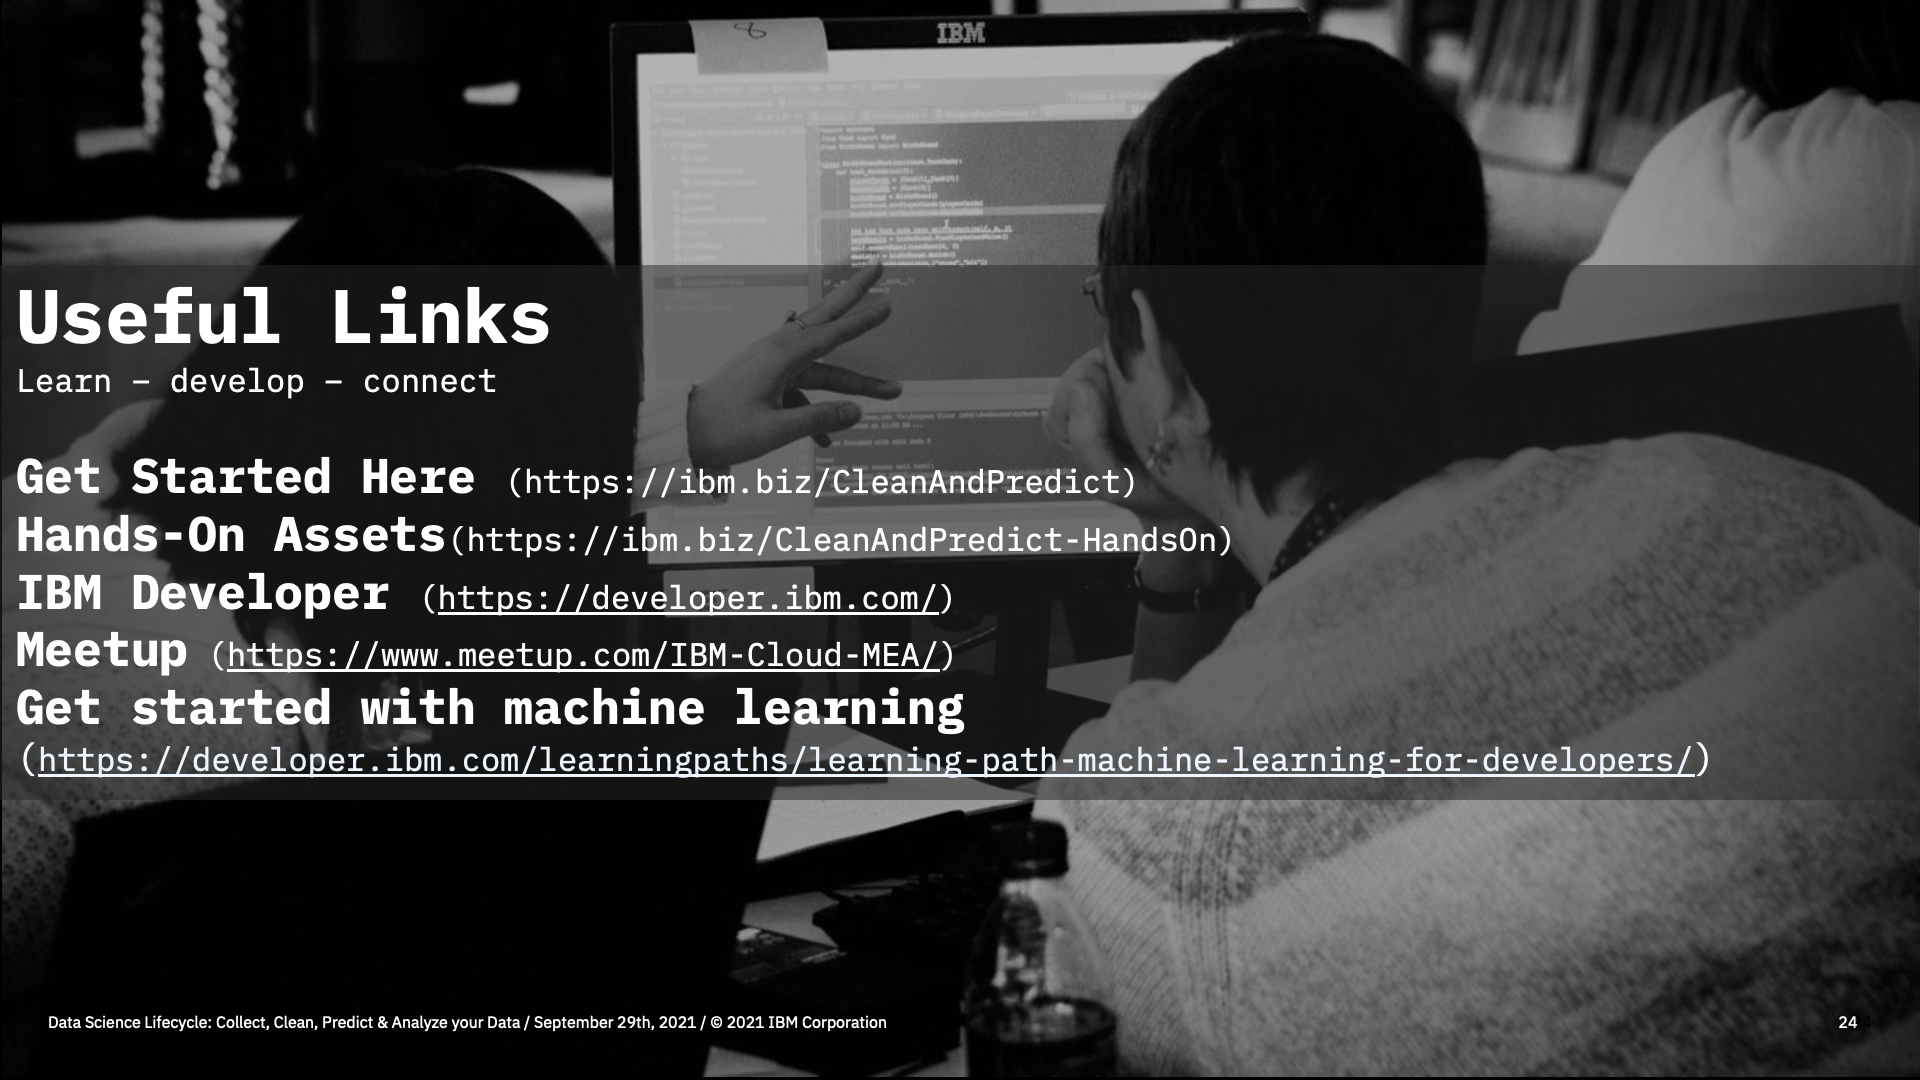 8
IBM
Useful Links
Learn – develop – connect
Get Started Here (https://ibm.biz/CleanAndPredict)
Hands-On Assets(https://ibm.biz/CleanAndPredict-HandsOn)
IBM Developer (https://developer.ibm.com/)
Meetup (https://www.meetup.com/IBM-Cloud-MEA/)
Get started with machine learning
(https://developer.ibm.com/learningpaths/learning-path-machine-learning-for-developers/)
Data Science Lifecycle: Collect, Clean, Predict & Analyze your Data / September 29th, 2021 / © 2021 IBM Corporation
24